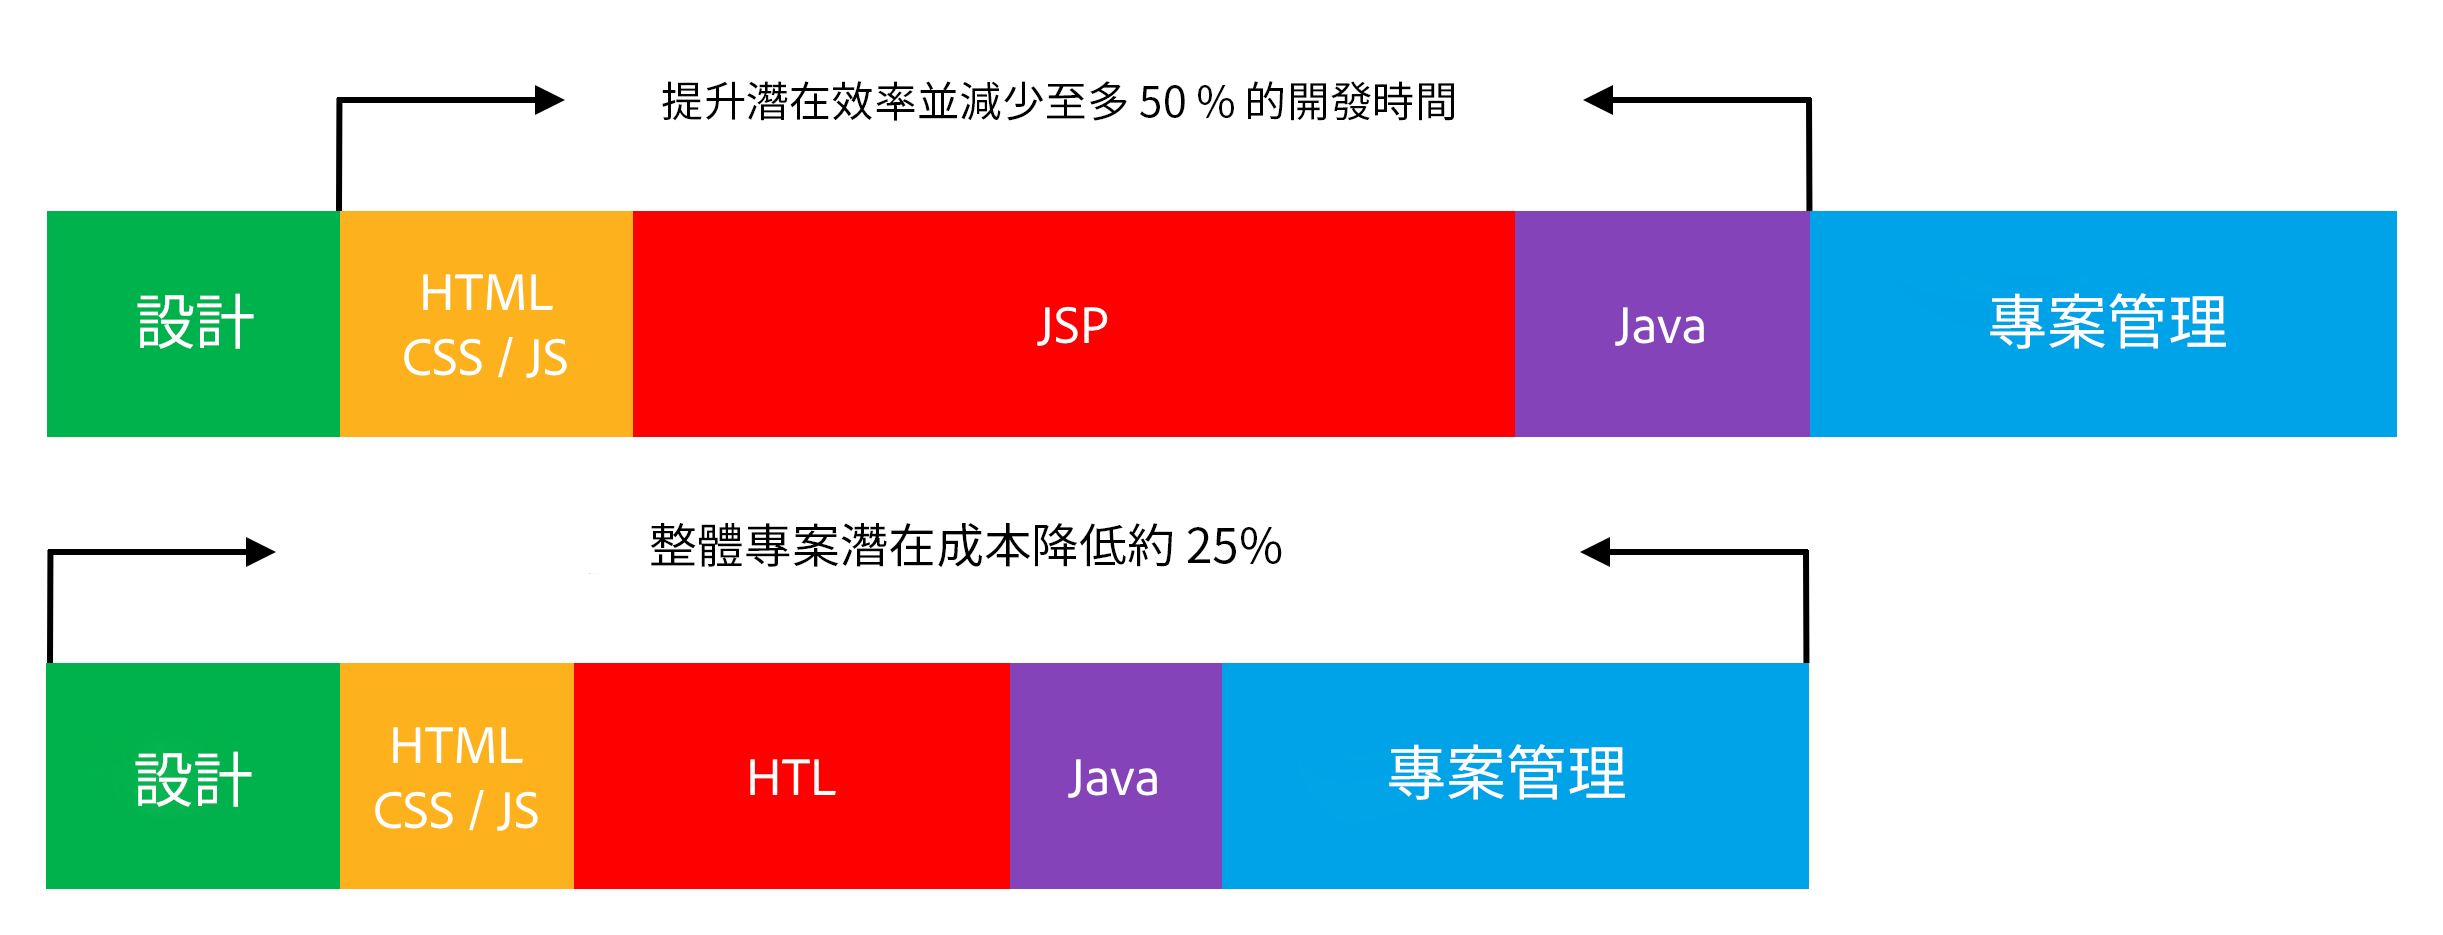 提升潛在效率並減少至多 50 % 的開發時間
設計
HTML
CSS / JS
JSP
Java
專案管理
整體專案潛在成本降低約 25%
設計
HTML
CSS / JS
HTL
Java
專案管理